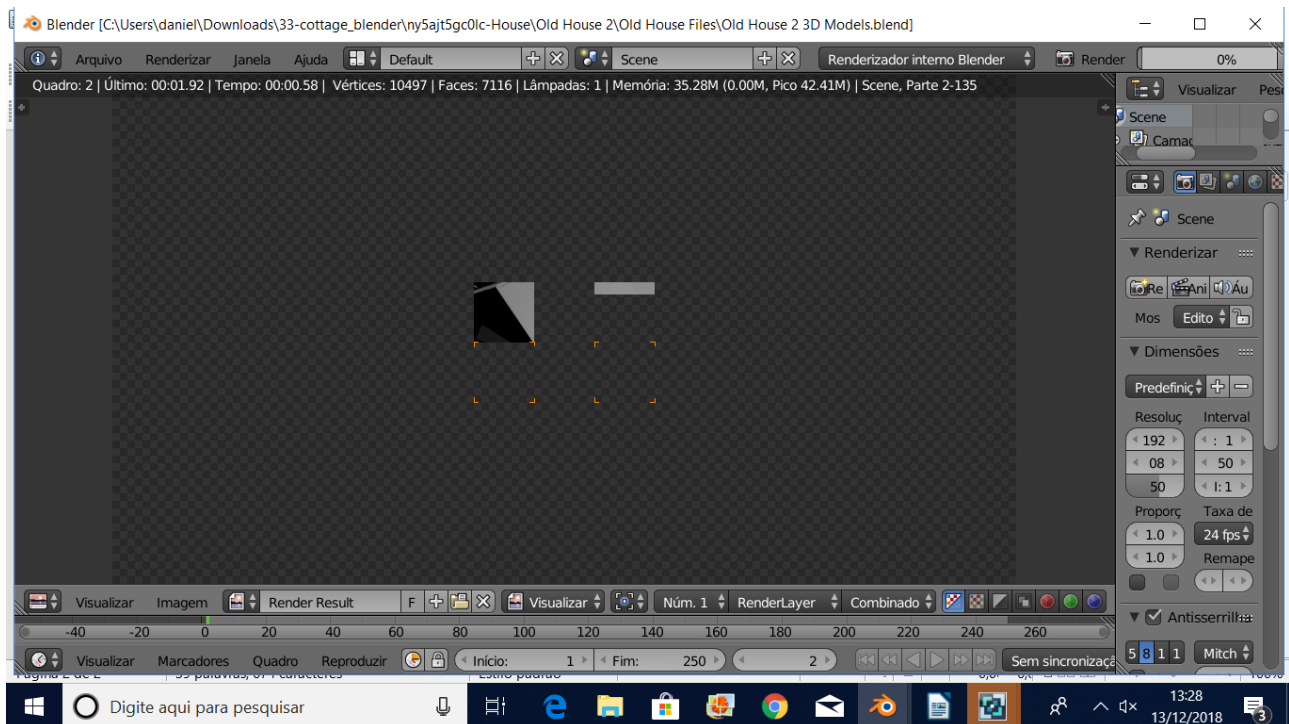 Blender [C:\Users\daniel\Downloads\33-cottage_blender\ny5ajt5gc0lc-House\Old House 2\Old House Files\Old House 2 3D Models.blend]
Arquivo Renderizar Janela Ajuda Default Scene Renderizador interno Blender Render 0%
Quadro: 2 | Último: 00:01.92 | Tempo: 00:00.58 | Vértices: 10497 | Faces: 7116 | Lâmpadas: 1 | Memória: 35.28M (0.00M, Pico 42.41M) | Scene, Parte 2-135
Visualizar Pes
Scene
Camad
Scene
Renderizar
Re Ani Áu
Mos Edito
Dimensões
Predefiniç
Resoluç Interval
192 : 1
08 50
50 I: 1
Proporç Taxa de
1.0 24 fps
1.0 Remape
Antisserrilha
5 8 1 1 Mitch
Visualizar Imagem Render Result F Visualizar Núm. 1 RenderLayer Combinado
-40 -20 0 20 40 60 80 100 120 140 160 180 200 220 240 260
Visualizar Marcadores Quadro Reproduzir Início: 1 Fim: 250 2 Sem sincronizaçã
Digite aqui para pesquisar
13:28
13/12/2018
3